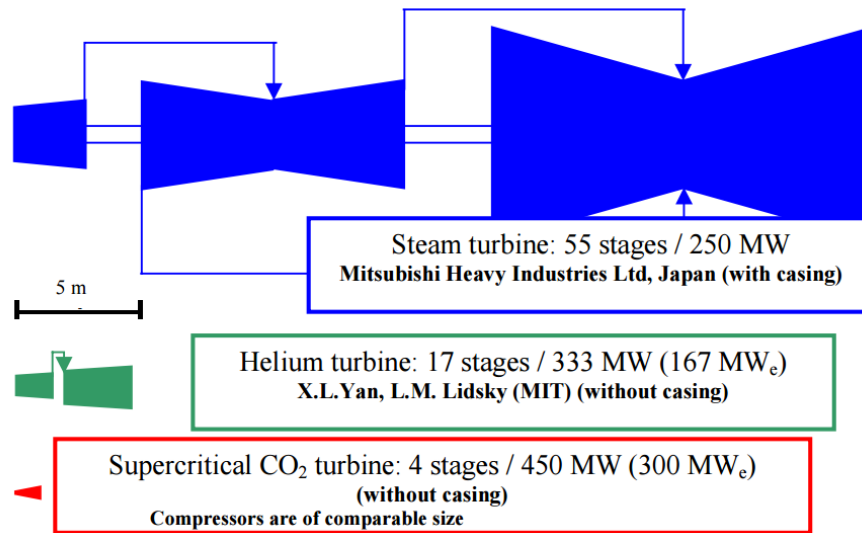 Steam turbine: 55 stages / 250 MW
Mitsubishi Heavy Industries Ltd, Japan (with casing)
5 m
Helium turbine: 17 stages / 333 MW (167 MWₑ)
X.L.Yan, L.M. Lidsky (MIT) (without casing)
Supercritical CO₂ turbine: 4 stages / 450 MW (300 MWₑ)
(without casing)
Compressors are of comparable size